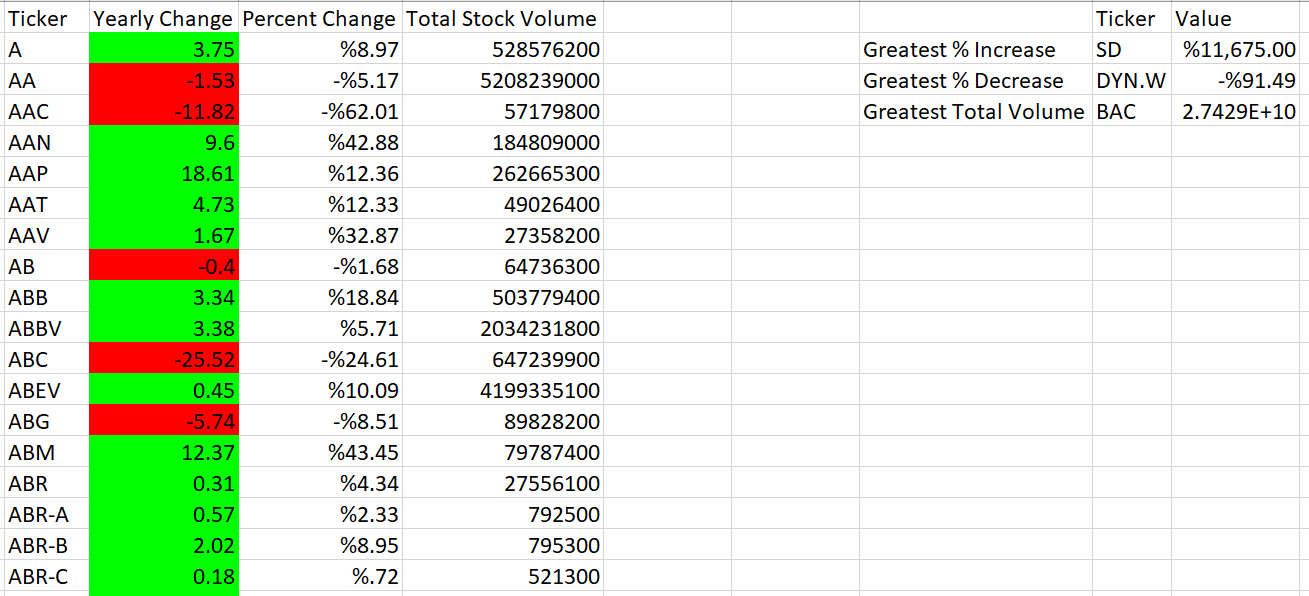 Ticker Yearly Change Percent Change Total Stock Volume Ticker Value
A 3.75 %8.97 528576200 Greatest % Increase SD %11,675.00
AA -1.53 -%5.17 5208239000 Greatest % Decrease DYN.W -%91.49
AAC -11.82 -%62.01 57179800 Greatest Total Volume BAC 2.7429E+10
AAN 9.6 %42.88 184809000
AAP 18.61 %12.36 262665300
AAT 4.73 %12.33 49026400
AAV 1.67 %32.87 27358200
AB -0.4 -%1.68 64736300
ABB 3.34 %18.84 503779400
ABBV 3.38 %5.71 2034231800
ABC -25.52 -%24.61 647239900
ABEV 0.45 %10.09 4199335100
ABG -5.74 -%8.51 89828200
ABM 12.37 %43.45 79787400
ABR 0.31 %4.34 27556100
ABR-A 0.57 %2.33 792500
ABR-B 2.02 %8.95 795300
ABR-C 0.18 %.72 521300